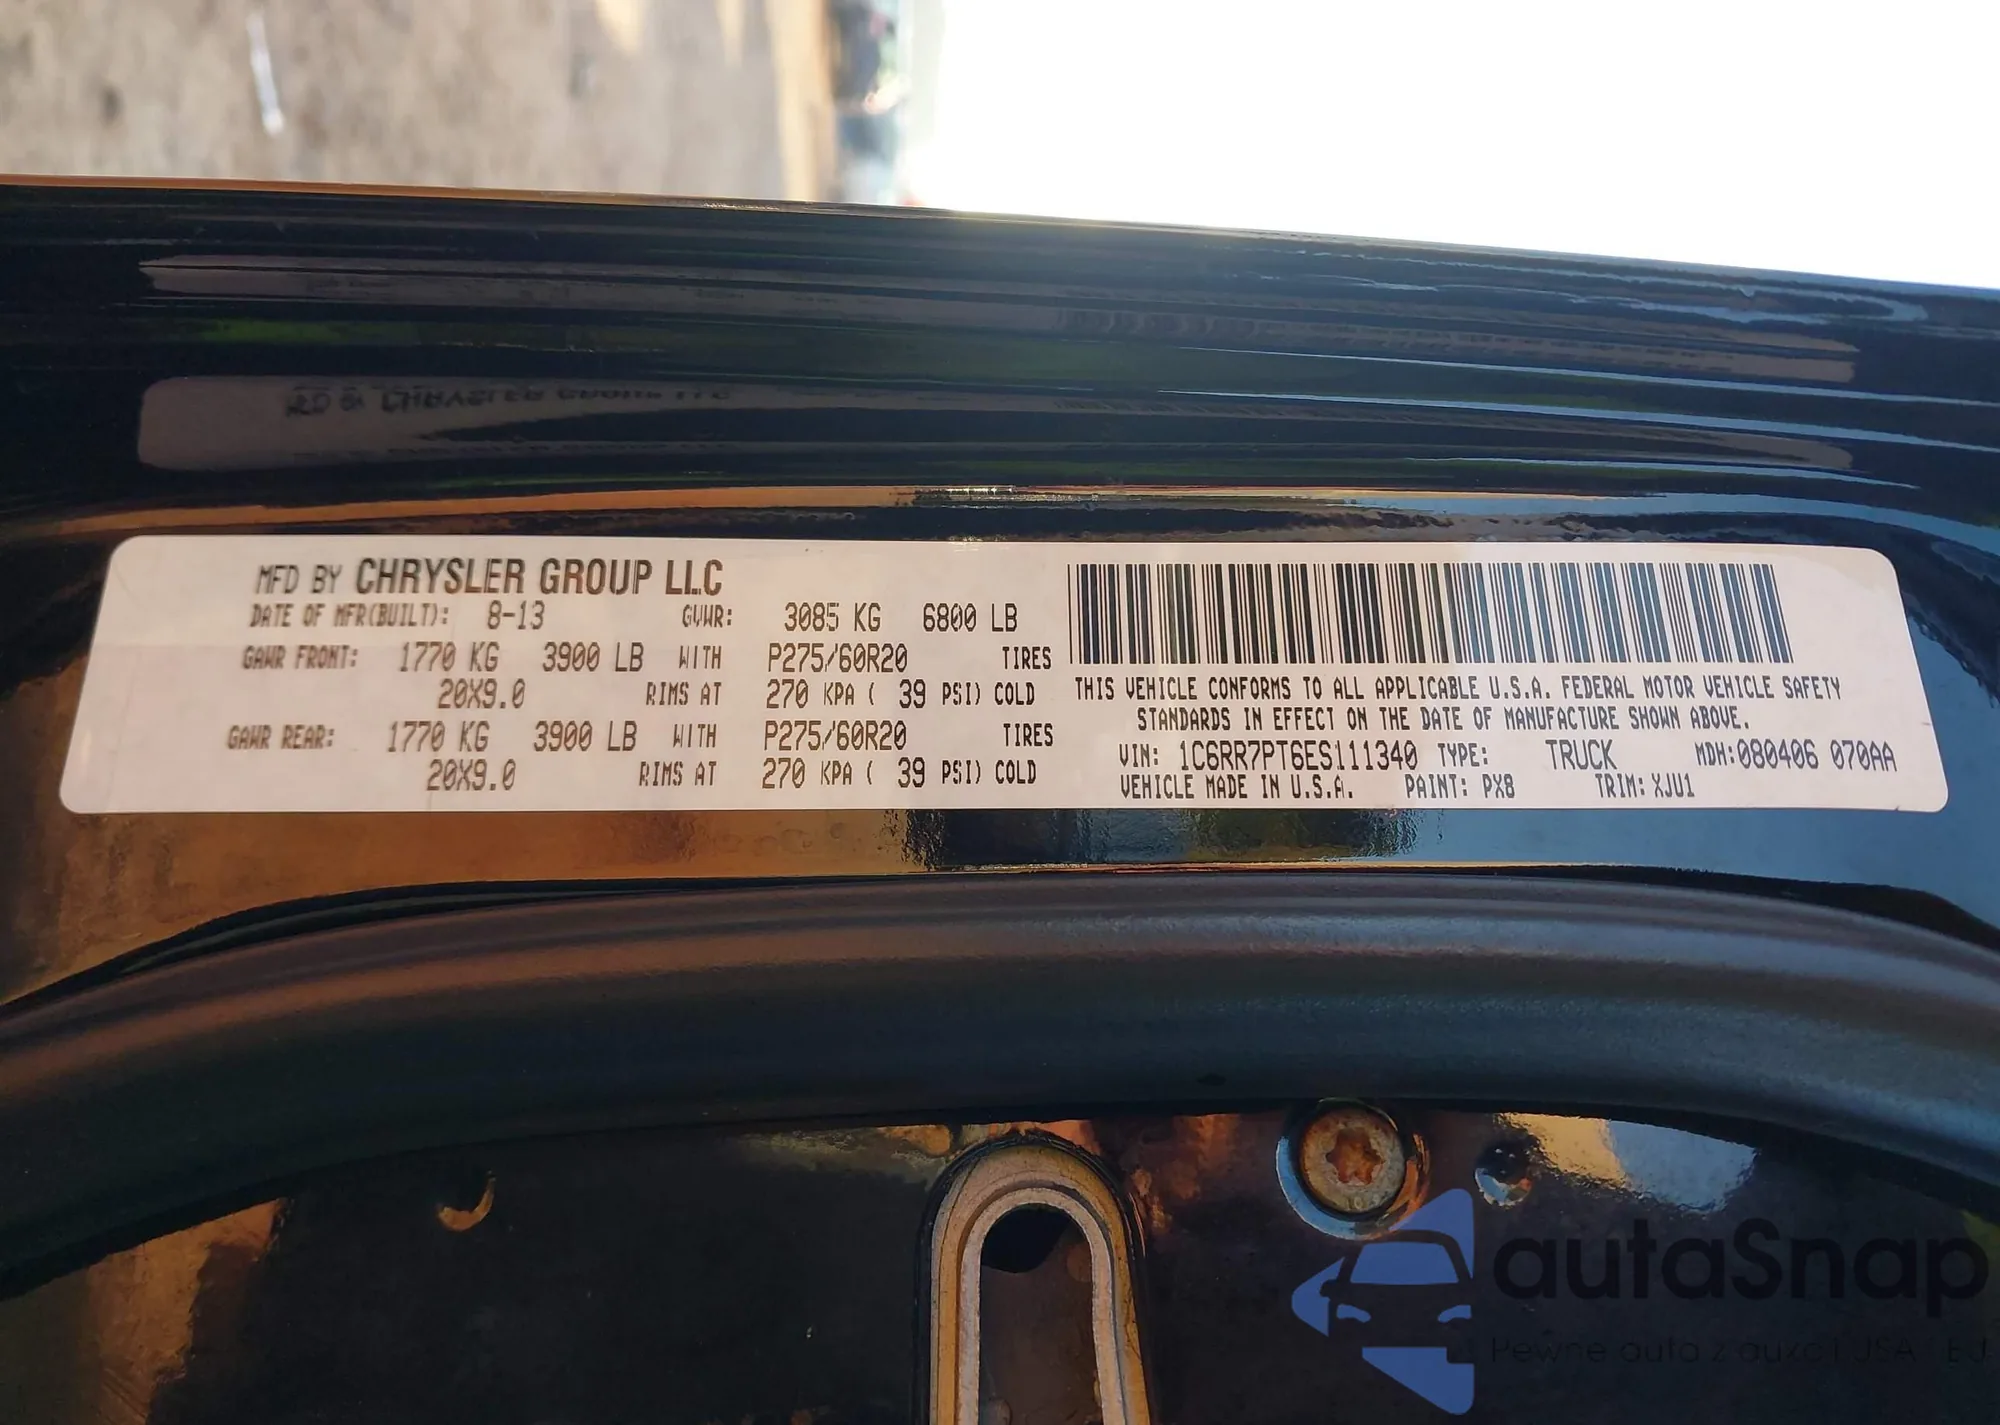 MFD BY CHRYSLER GROUP LLC
DATE OF MFR(BUILT): 8-13 GVWR: 3085 KG 6800 LB
GAWR FRONT: 1770 KG 3900 LB WITH P275/60R20 TIRES
20X9.0 RIMS AT 270 KPA ( 39 PSI) COLD
GAWR REAR: 1770 KG 3900 LB WITH P275/60R20 TIRES
20X9.0 RIMS AT 270 KPA ( 39 PSI) COLD
THIS VEHICLE CONFORMS TO ALL APPLICABLE U.S.A. FEDERAL MOTOR VEHICLE SAFETY
STANDARDS IN EFFECT ON THE DATE OF MANUFACTURE SHOWN ABOVE.
VIN: 1C6RR7PT6ES111340 TYPE: TRUCK MDH:080406 070AA
VEHICLE MADE IN U.S.A. PAINT: PX8 TRIM: XJU1
autaSnap
Pewne auta z aukcji USA